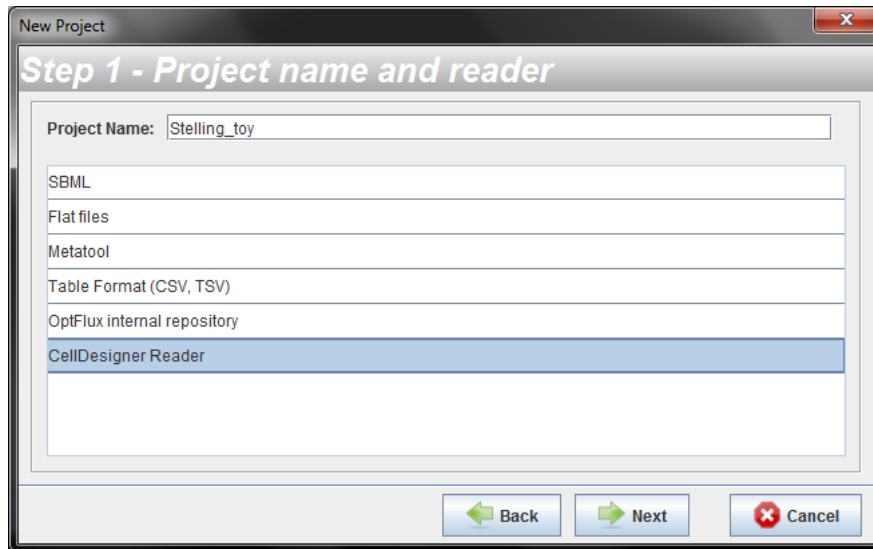 New Project
Step 1 - Project name and reader
Project Name: Stelling_toy
SBML
Flat files
Metatool
Table Format (CSV, TSV)
OptFlux internal repository
CellDesigner Reader
Back Next Cancel